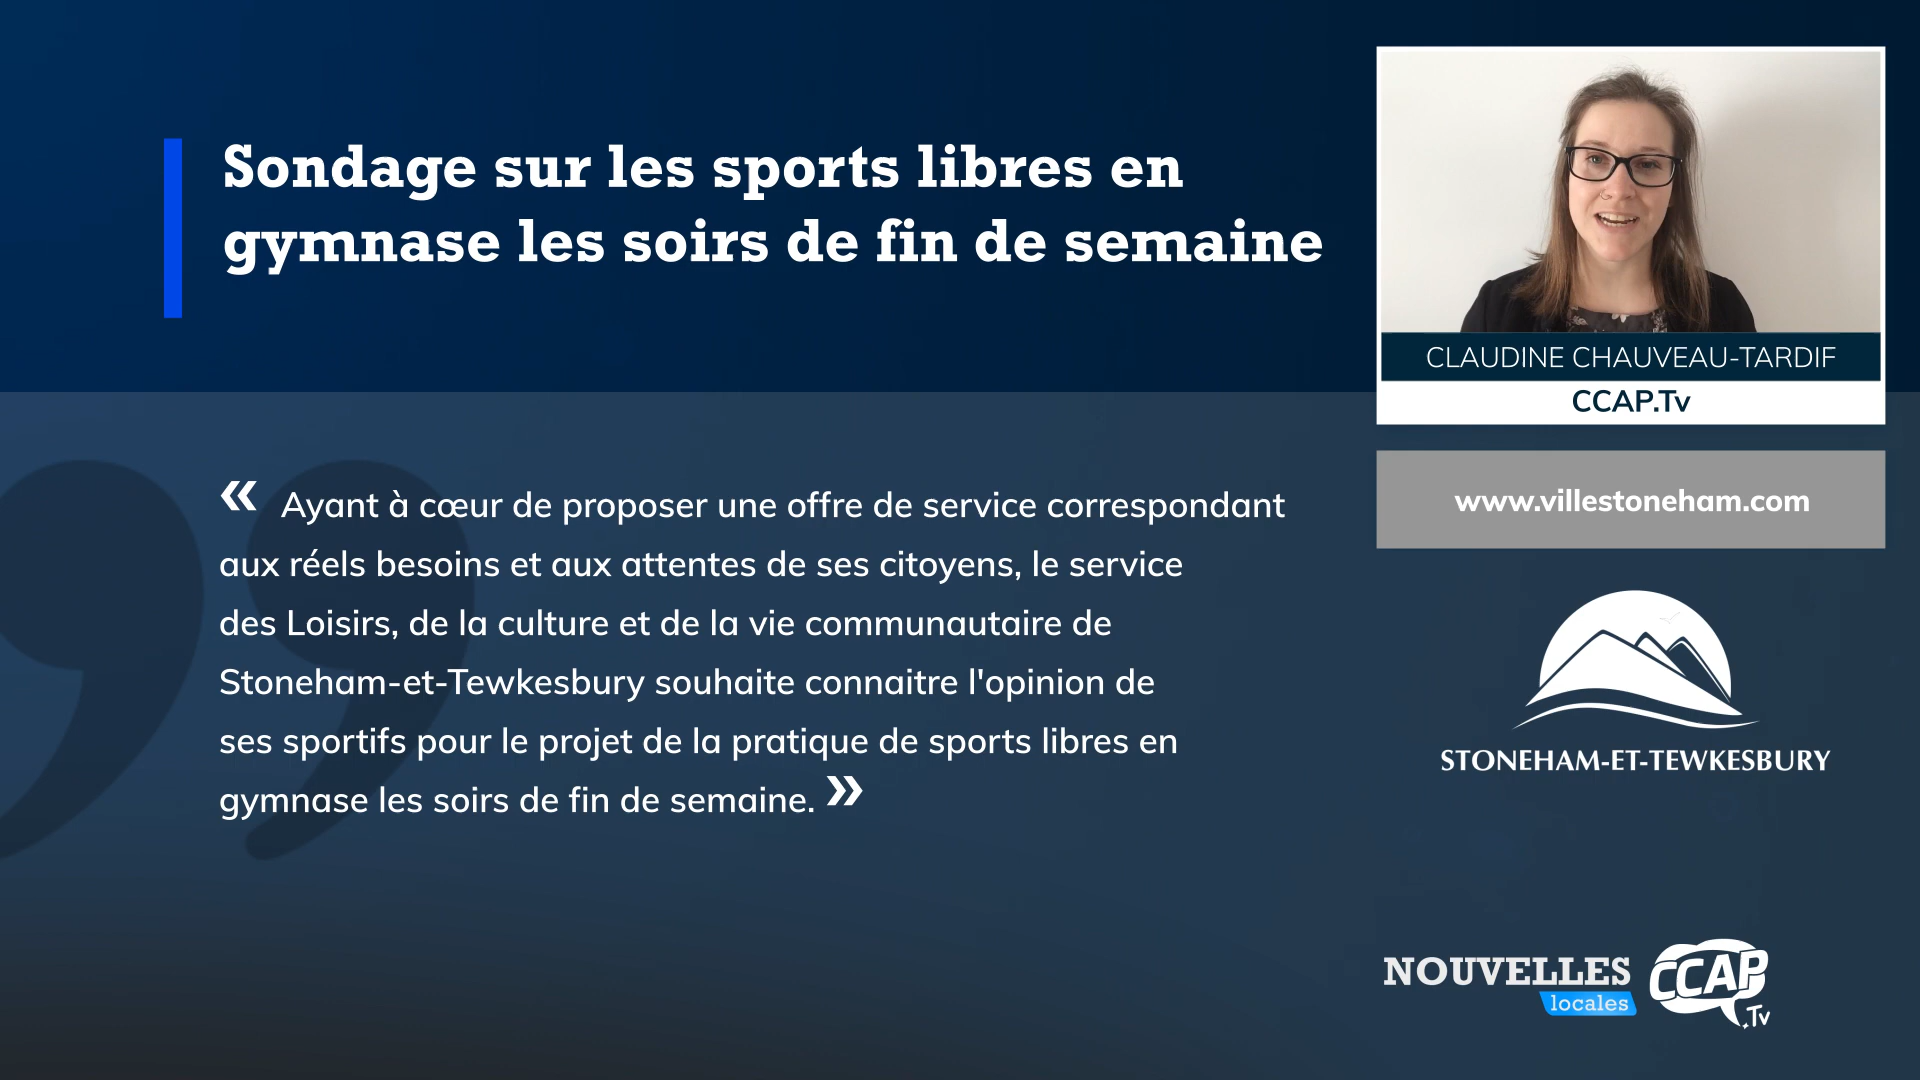 Sondage sur les sports libres en
gymnase les soirs de fin de semaine
« Ayant à cœur de proposer une offre de service correspondant
aux réels besoins et aux attentes de ses citoyens, le service
des Loisirs, de la culture et de la vie communautaire de
Stoneham-et-Tewkesbury souhaite connaitre l'opinion de
ses sportifs pour le projet de la pratique de sports libres en
gymnase les soirs de fin de semaine. »
CLAUDINE CHAUVEAU-TARDIF
CCAP.Tv
www.villestoneham.com
STONEHAM-ET-TEWKESBURY
NOUVELLES
locales
CCAP
.Tv